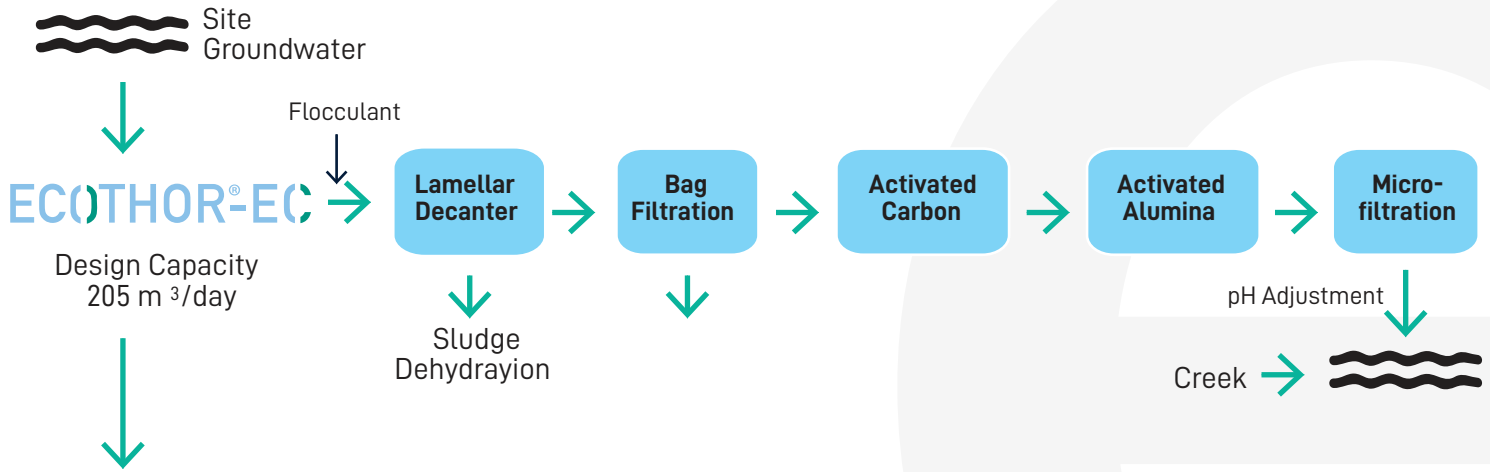 Site
Groundwater
Flocculant
ECOTHOR®-EC
Design Capacity
205 m 3/day
Lamellar
Decanter
Bag
Filtration
Activated
Carbon
Activated
Alumina
Micro-
filtration
Sludge
Dehydrayion
pH Adjustment
Creek